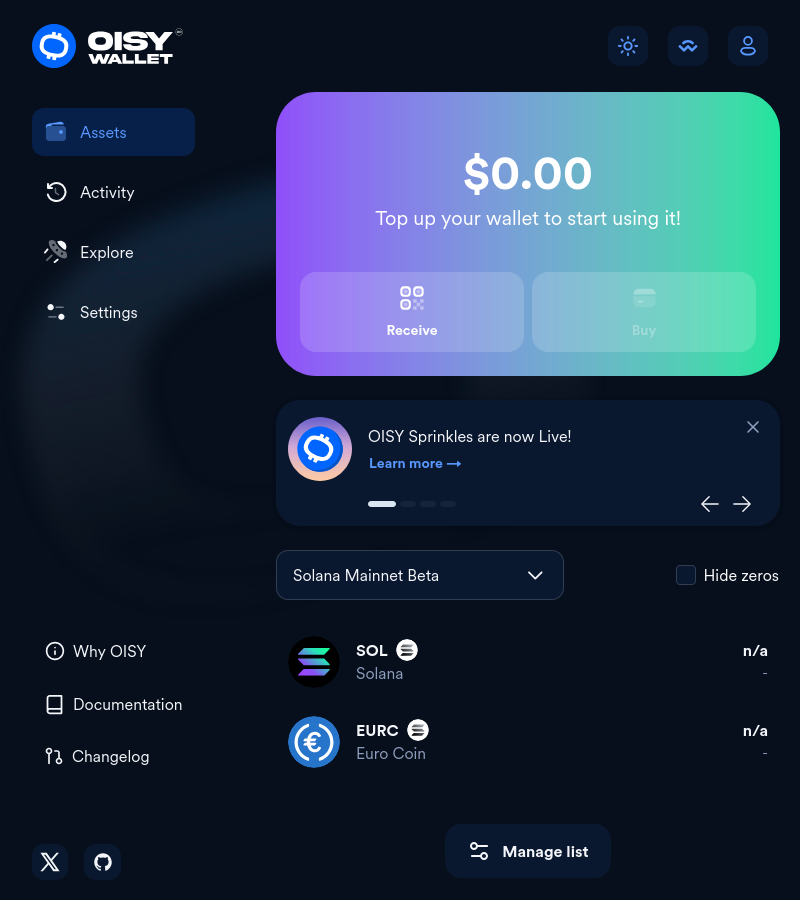 OISY
WALLET
Assets
Activity
Explore
Settings
$0.00
Top up your wallet to start using it!
Receive
Buy
OISY Sprinkles are now Live!
Learn more →
Solana Mainnet Beta
Hide zeros
SOL
n/a
Solana
-
EURC
n/a
Euro Coin
-
Why OISY
Documentation
Changelog
Manage list